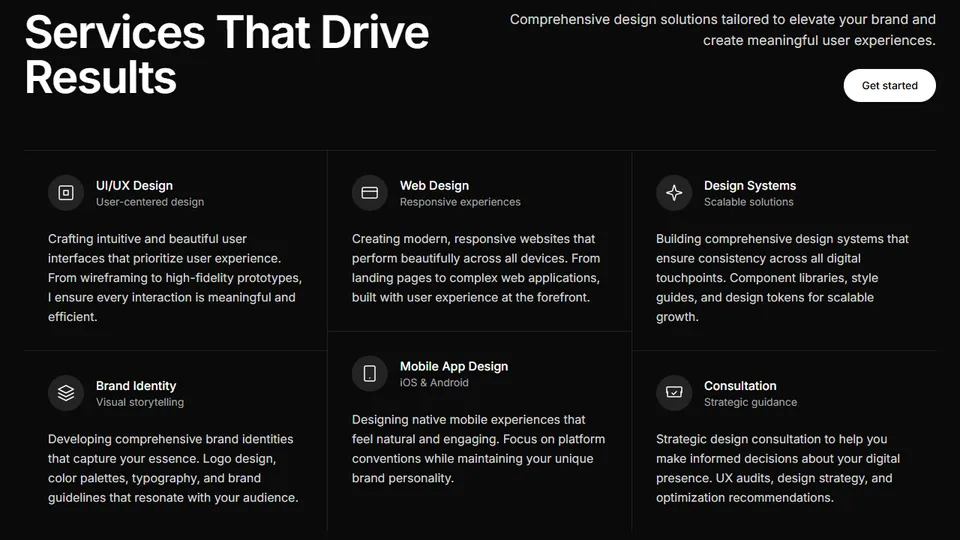 Services That Drive
Results
Comprehensive design solutions tailored to elevate your brand and
create meaningful user experiences.
Get started
UI/UX Design
User-centered design
Crafting intuitive and beautiful user
interfaces that prioritize user experience.
From wireframing to high-fidelity prototypes,
I ensure every interaction is meaningful and
efficient.
Web Design
Responsive experiences
Creating modern, responsive websites that
perform beautifully across all devices. From
landing pages to complex web applications,
built with user experience at the forefront.
Design Systems
Scalable solutions
Building comprehensive design systems that
ensure consistency across all digital
touchpoints. Component libraries, style
guides, and design tokens for scalable
growth.
Brand Identity
Visual storytelling
Developing comprehensive brand identities
that capture your essence. Logo design,
color palettes, typography, and brand
guidelines that resonate with your audience.
Mobile App Design
iOS & Android
Designing native mobile experiences that
feel natural and engaging. Focus on platform
conventions while maintaining your unique
brand personality.
Consultation
Strategic guidance
Strategic design consultation to help you
make informed decisions about your digital
presence. UX audits, design strategy, and
optimization recommendations.